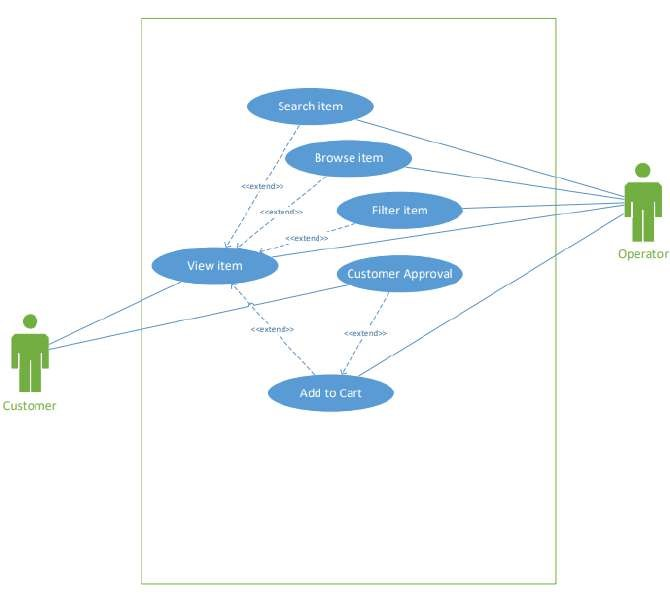 Search item
Browse item
<<extend>>
<<extend>>
Filter item
<<extend>>
Operator
View item
Customer Approval
<<extend>>
<<extend>>
Add to Cart
Customer